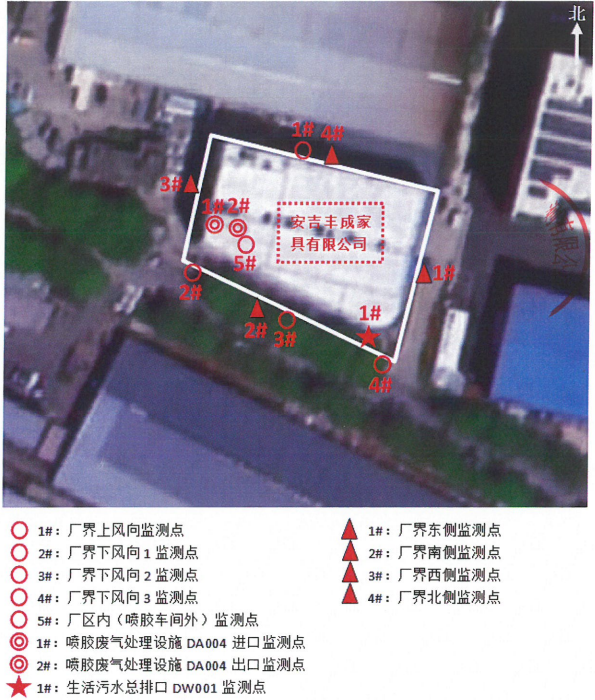 北
1# 4#
3#
1# 2#
安吉丰成家
具有限公司
5#
2#
1#
1#
2# 3#
4#
1#：厂界上风向监测点
2#：厂界下风向1监测点
3#：厂界下风向2监测点
4#：厂界下风向3监测点
5#：厂区内（喷胶车间外）监测点
1#：喷胶废气处理设施DA004进口监测点
2#：喷胶废气处理设施DA004出口监测点
1#：生活污水总排口DW001监测点
1#：厂界东侧监测点
2#：厂界南侧监测点
3#：厂界西侧监测点
4#：厂界北侧监测点